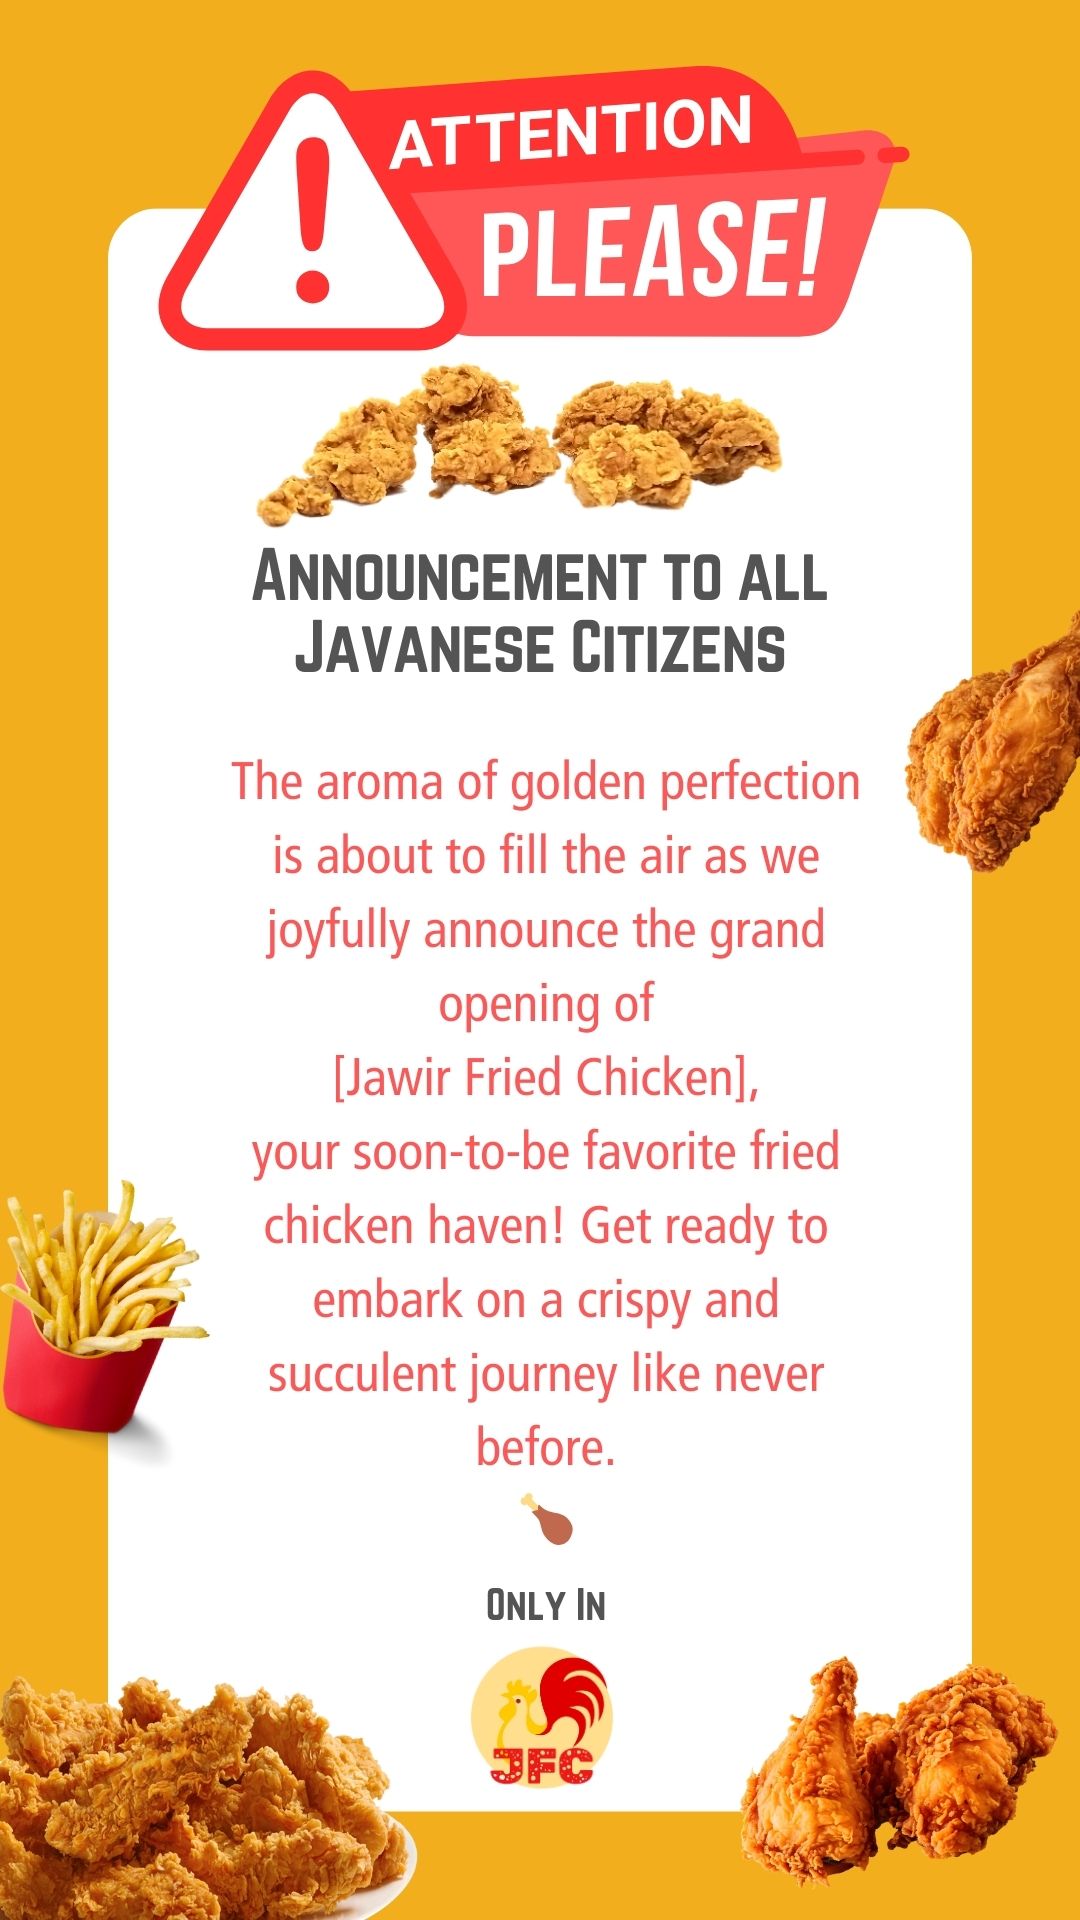 ATTENTION
PLEASE!
ANNOUNCEMENT TO ALL
JAVANESE CITIZENS
The aroma of golden perfection
is about to fill the air as we
joyfully announce the grand
opening of
[Jawir Fried Chicken],
your soon-to-be favorite fried
chicken haven! Get ready to
embark on a crispy and
succulent journey like never
before.
ONLY IN
JFC